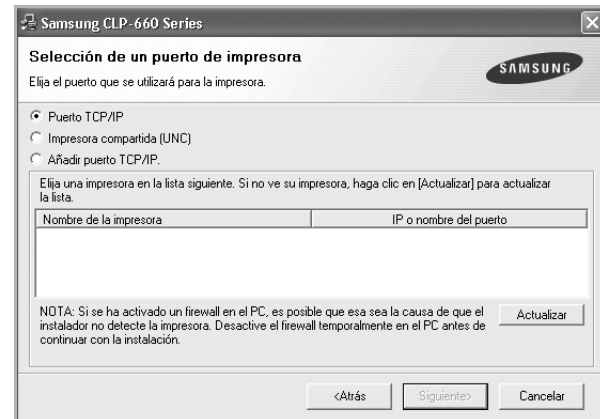 Samsung CLP-660 Series
Selección de un puerto de impresora
Elija el puerto que se utilizará para la impresora.
SAMSUNG
Puerto TCP/IP
Impresora compartida (UNC)
Añadir puerto TCP/IP.
Elija una impresora en la lista siguiente. Si no ve su impresora, haga clic en [Actualizar] para actualizar
la lista.
Nombre de la impresora IP o nombre del puerto
NOTA: Si se ha activado un firewall en el PC, es posible que esa sea la causa de que el
instalador no detecte la impresora. Desactive el firewall temporalmente en el PC antes de
continuar con la instalación.
Actualizar
<Atrás Siguiente> Cancelar